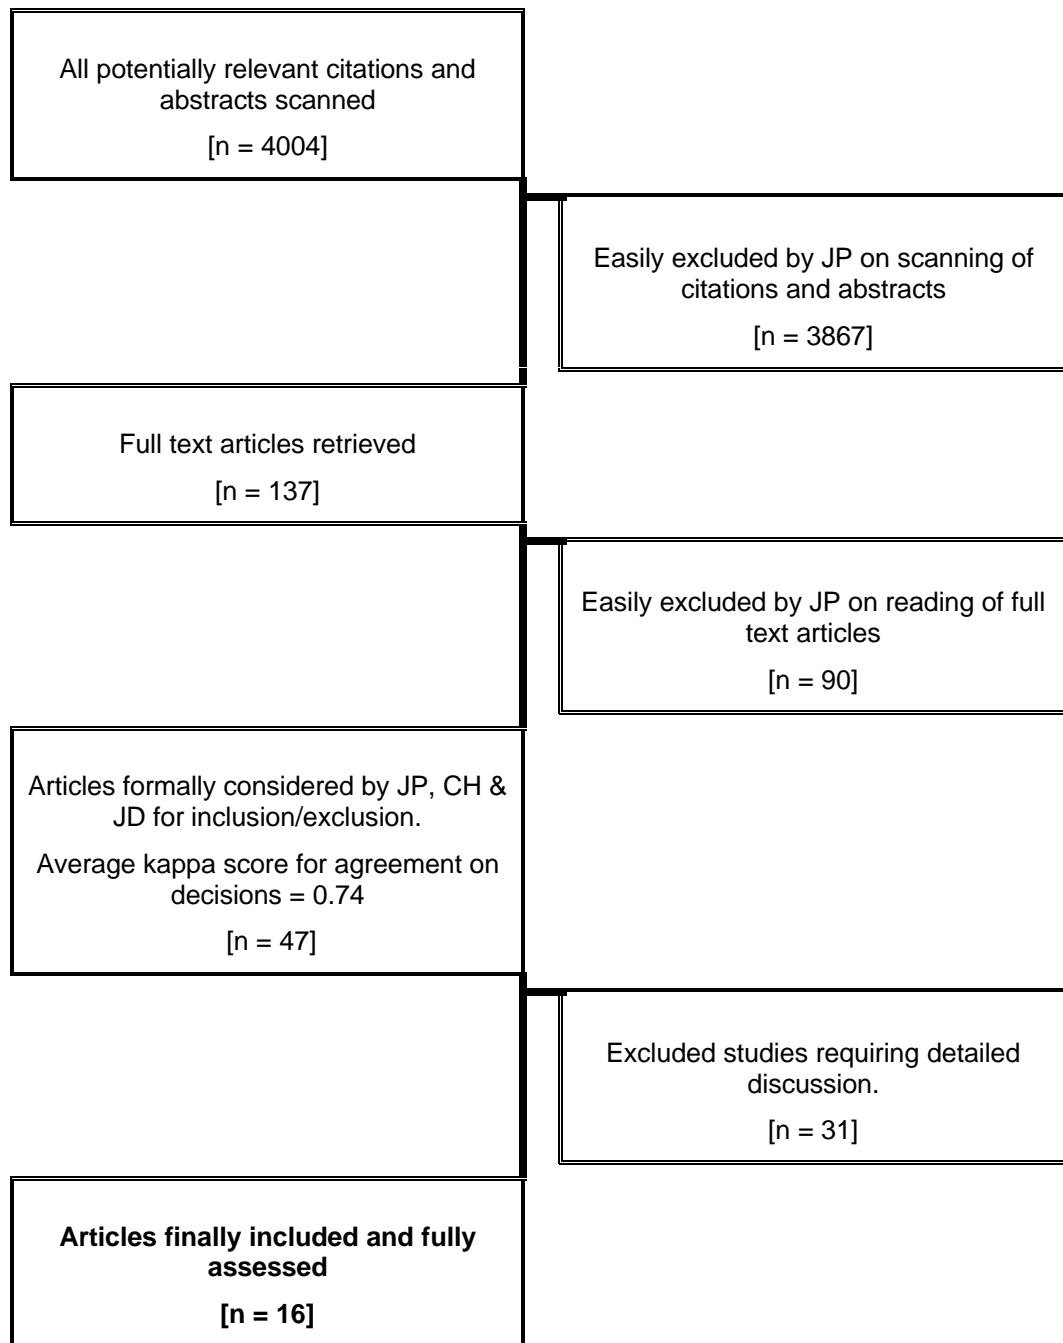 All potentially relevant citations and
abstracts scanned
[n = 4004]
Easily excluded by JP on scanning of
citations and abstracts
[n = 3867]
Full text articles retrieved
[n = 137]
Easily excluded by JP on reading of full
text articles
[n = 90]
Articles formally considered by JP, CH &
JD for inclusion/exclusion.
Average kappa score for agreement on
decisions = 0.74
[n = 47]
Excluded studies requiring detailed
discussion.
[n = 31]
Articles finally included and fully
assessed
[n = 16]